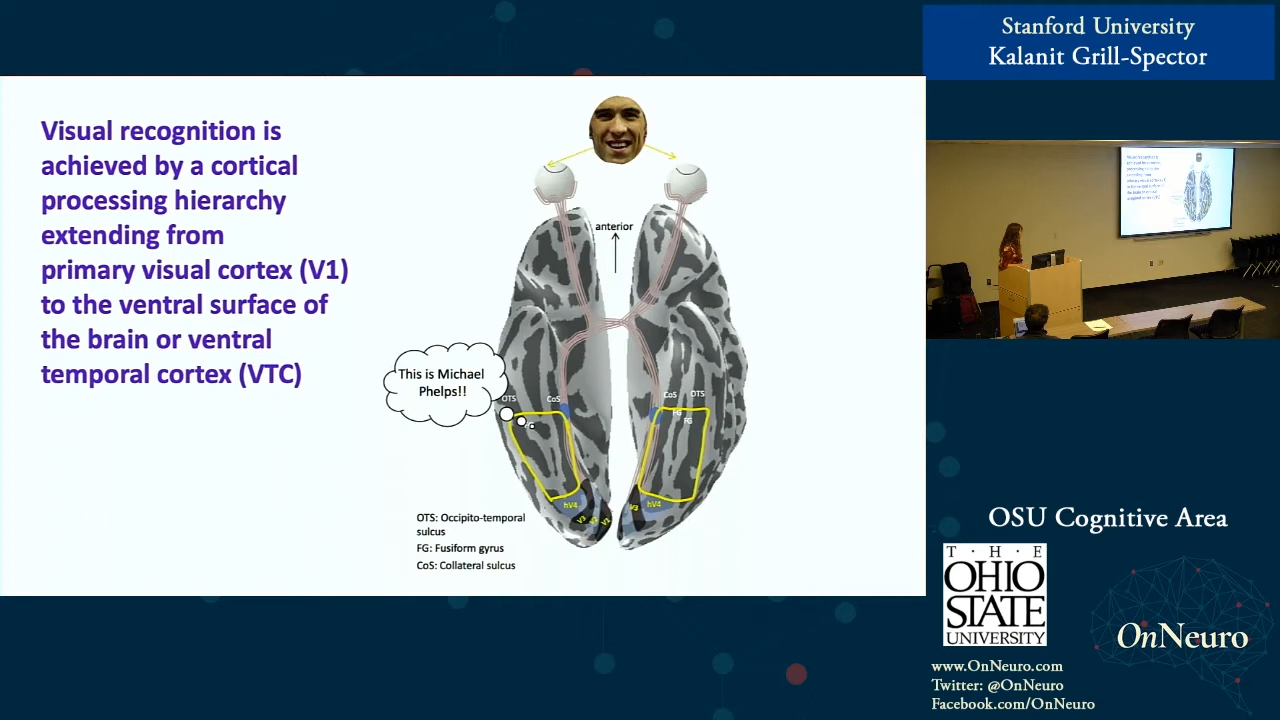 Stanford University
Kalanit Grill-Spector
Visual recognition is
achieved by a cortical
processing hierarchy
extending from
primary visual cortex (V1)
to the ventral surface of
the brain or ventral
temporal cortex (VTC)
anterior
This is Michael
Phelps!!
OTS
CoS
CoS
OTS
FG
FG
hV4
hV4
V3
V3
OTS: Occipito-temporal
sulcus
FG: Fusiform gyrus
CoS: Collateral sulcus
OSU Cognitive Area
T · H · E
OHIO
STATE
UNIVERSITY
OnNeuro
www.OnNeuro.com
Twitter: @OnNeuro
Facebook.com/OnNeuro